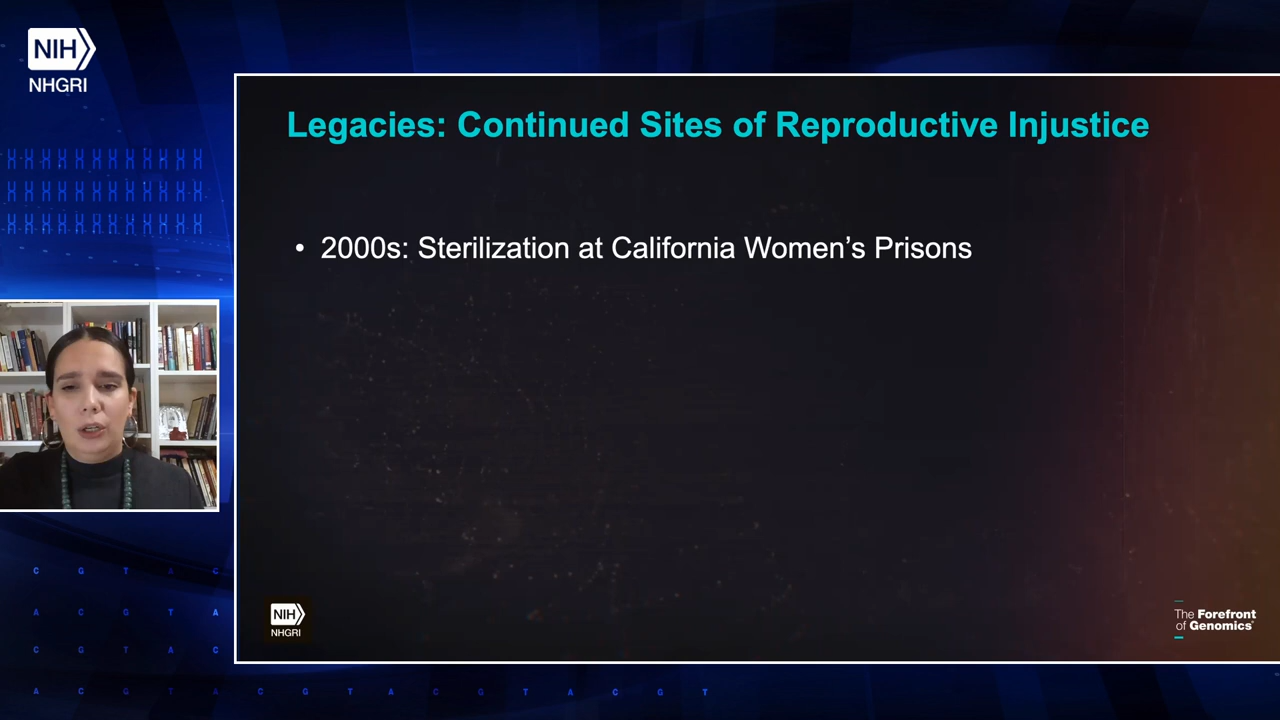 NIH
NHGRI
Legacies: Continued Sites of Reproductive Injustice
• 2000s: Sterilization at California Women’s Prisons
C G T A C
A C G T A
C G T A C
A C G T A C G T A C G T A C G T
NIH
NHGRI
The Forefront
of Genomics